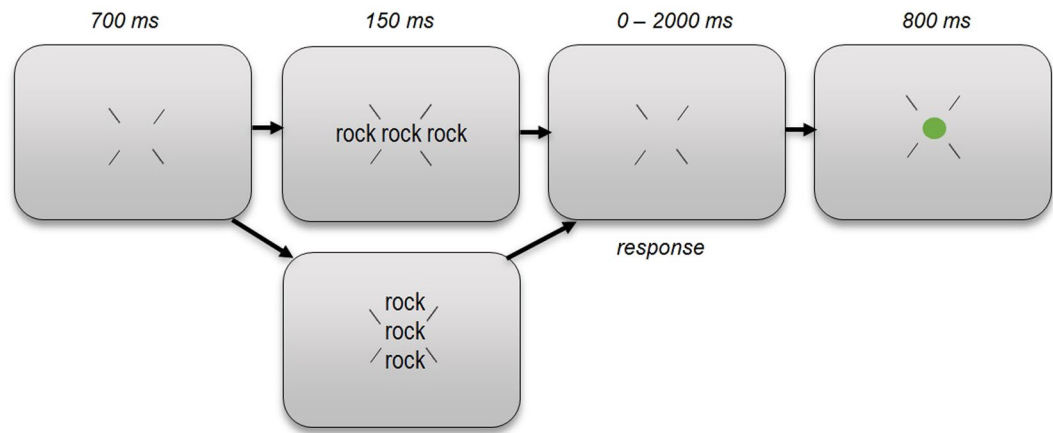 700 ms
150 ms
0 – 2000 ms
800 ms
rock rock rock
response
rock
rock
rock